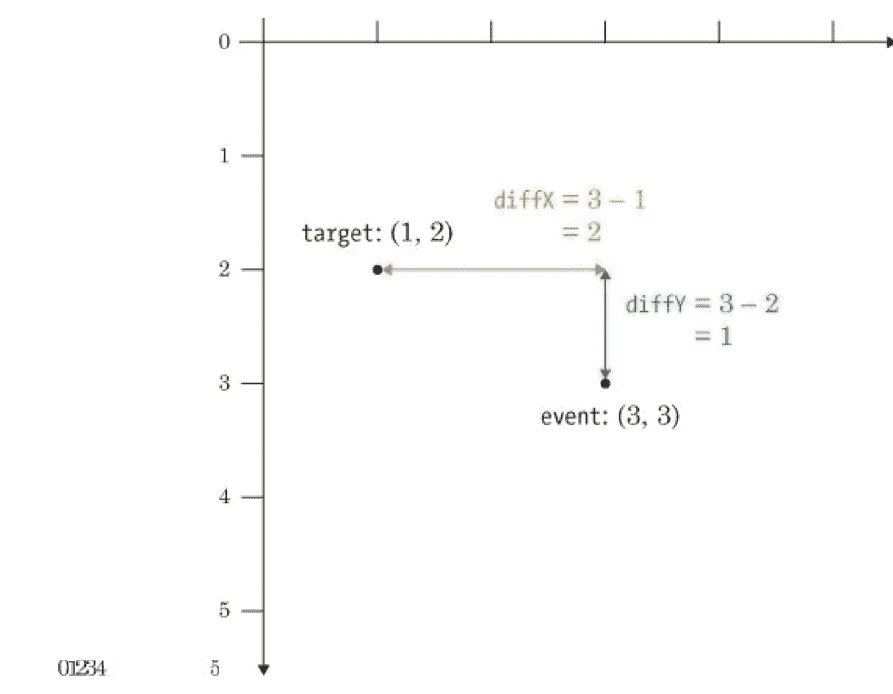 0
1
diffX = 3 − 1
= 2
target: (1, 2)
2
diffY = 3 − 2
= 1
3
event: (3, 3)
4
5
01234 5